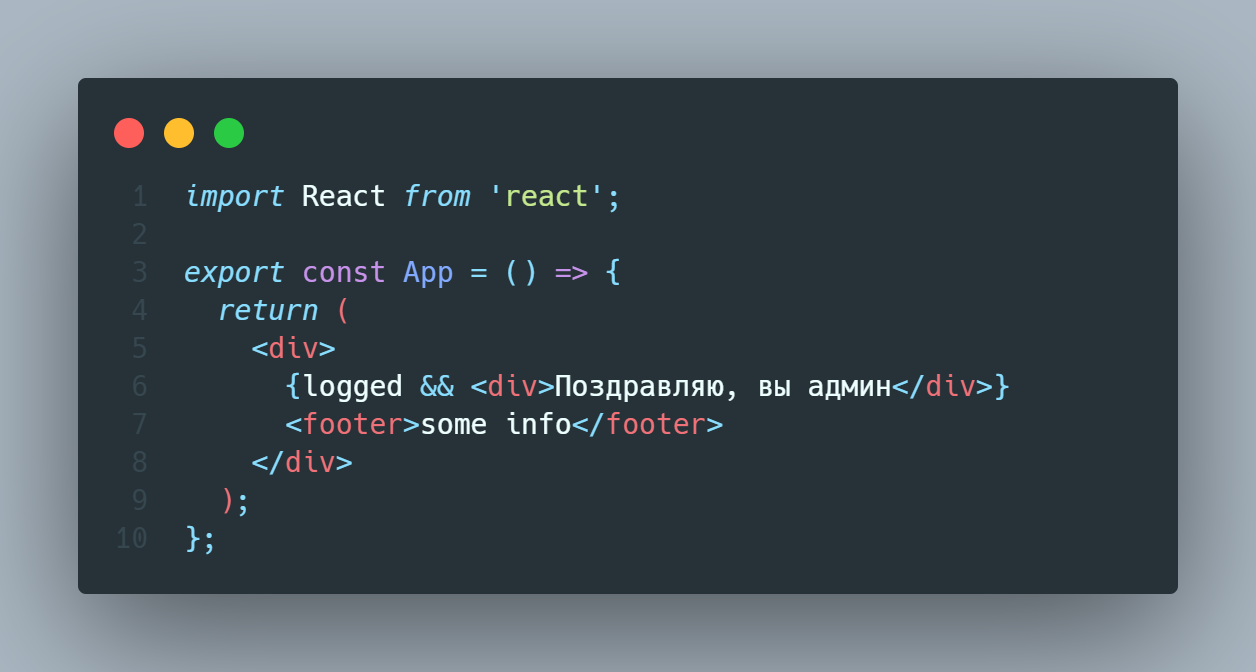 1 import React from 'react';
2
3 export const App = () => {
4   return (
5     <div>
6       {logged && <div>Поздравляю, вы админ</div>}
7       <footer>some info</footer>
8     </div>
9   );
10 };